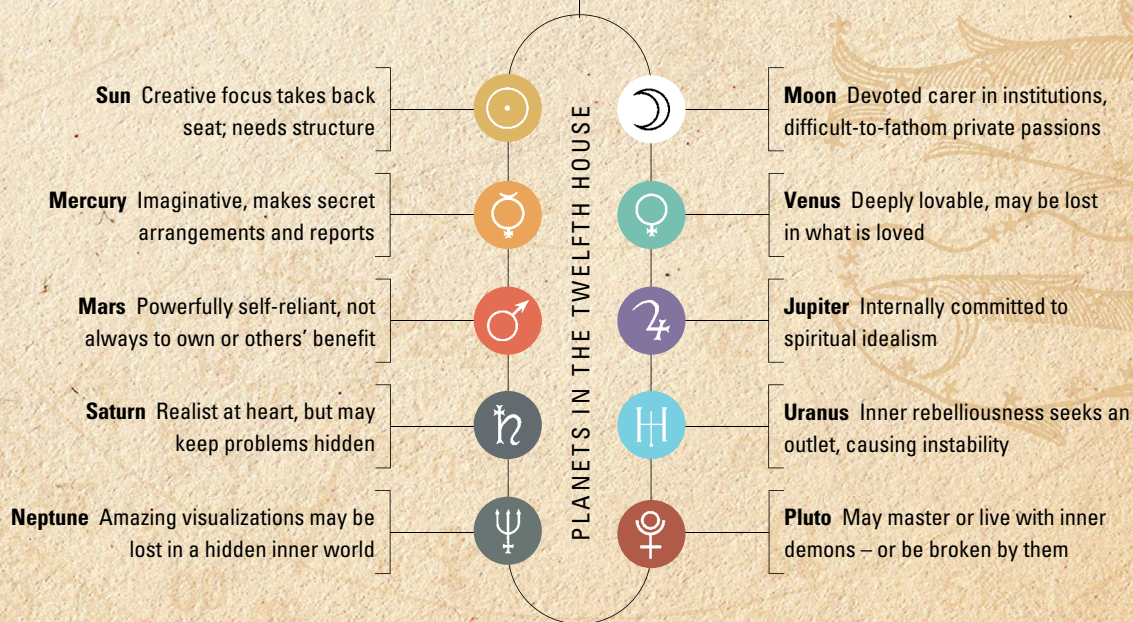 Sun Creative focus takes back
seat; needs structure
Mercury Imaginative, makes secret
arrangements and reports
Mars Powerfully self-reliant, not
always to own or others’ benefit
Saturn Realist at heart, but may
keep problems hidden
Neptune Amazing visualizations may be
lost in a hidden inner world
PLANETS IN THE TWELFTH HOUSE
Moon Devoted carer in institutions,
difficult-to-fathom private passions
Venus Deeply lovable, may be lost
in what is loved
Jupiter Internally committed to
spiritual idealism
Uranus Inner rebelliousness seeks an
outlet, causing instability
Pluto May master or live with inner
demons – or be broken by them